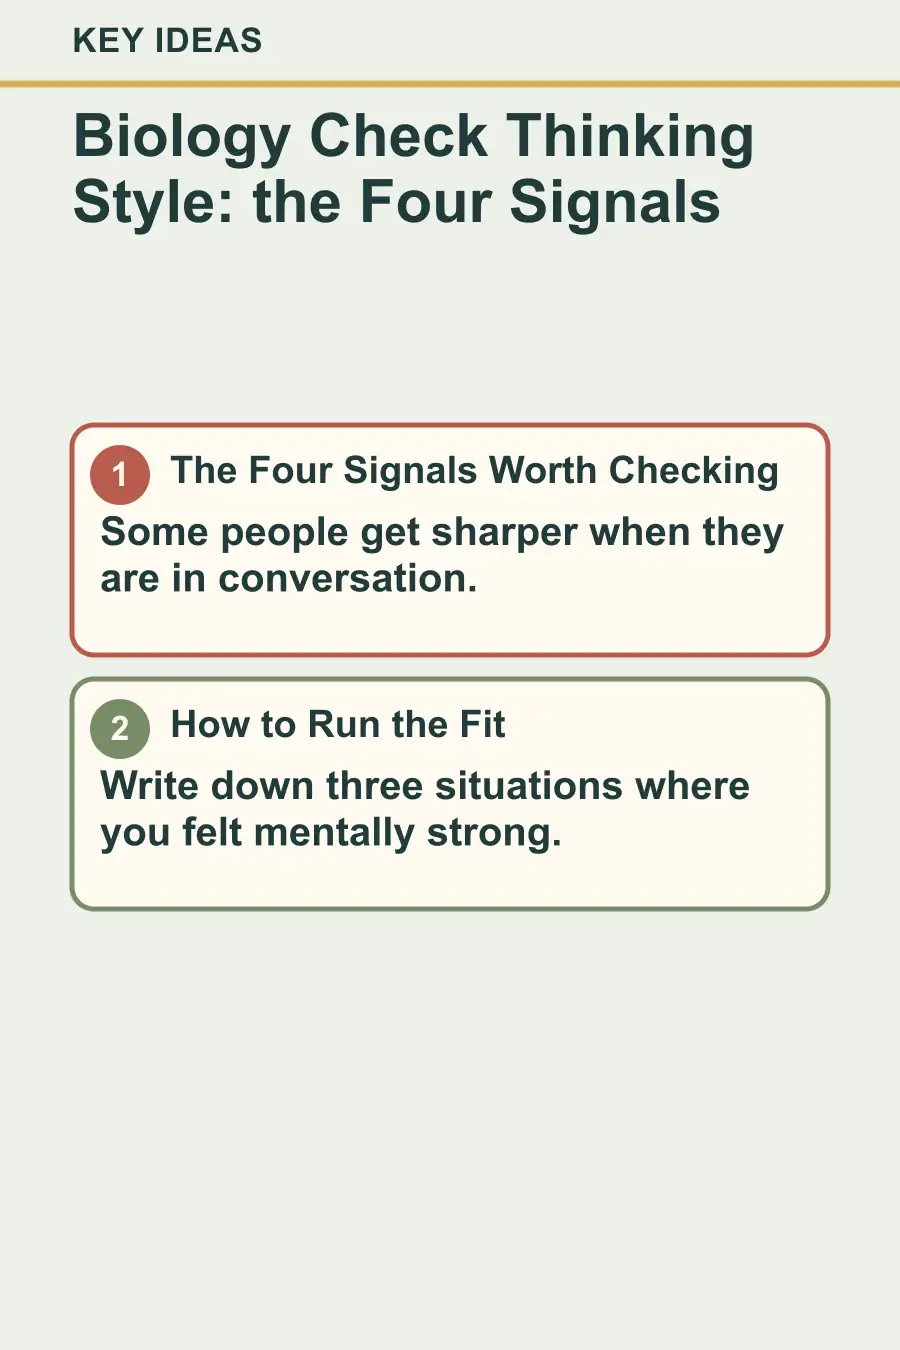 KEY IDEAS
Biology Check Thinking
Style: the Four Signals
1 The Four Signals Worth Checking
Some people get sharper when they
are in conversation.
2 How to Run the Fit
Write down three situations where
you felt mentally strong.